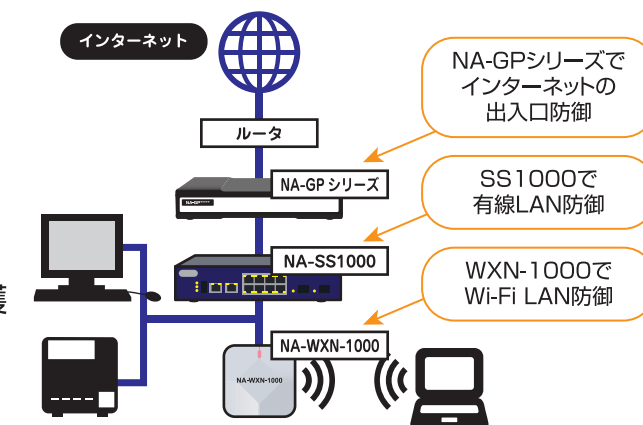 インターネット
NA-GPシリーズで
インターネットの
出入口防御
ルータ
NA-GP シリーズ
SS1000で
有線LAN防御
NA-SS1000
WXN-1000で
Wi-Fi LAN防御
NA-WXN-1000
NA-WXN-1000